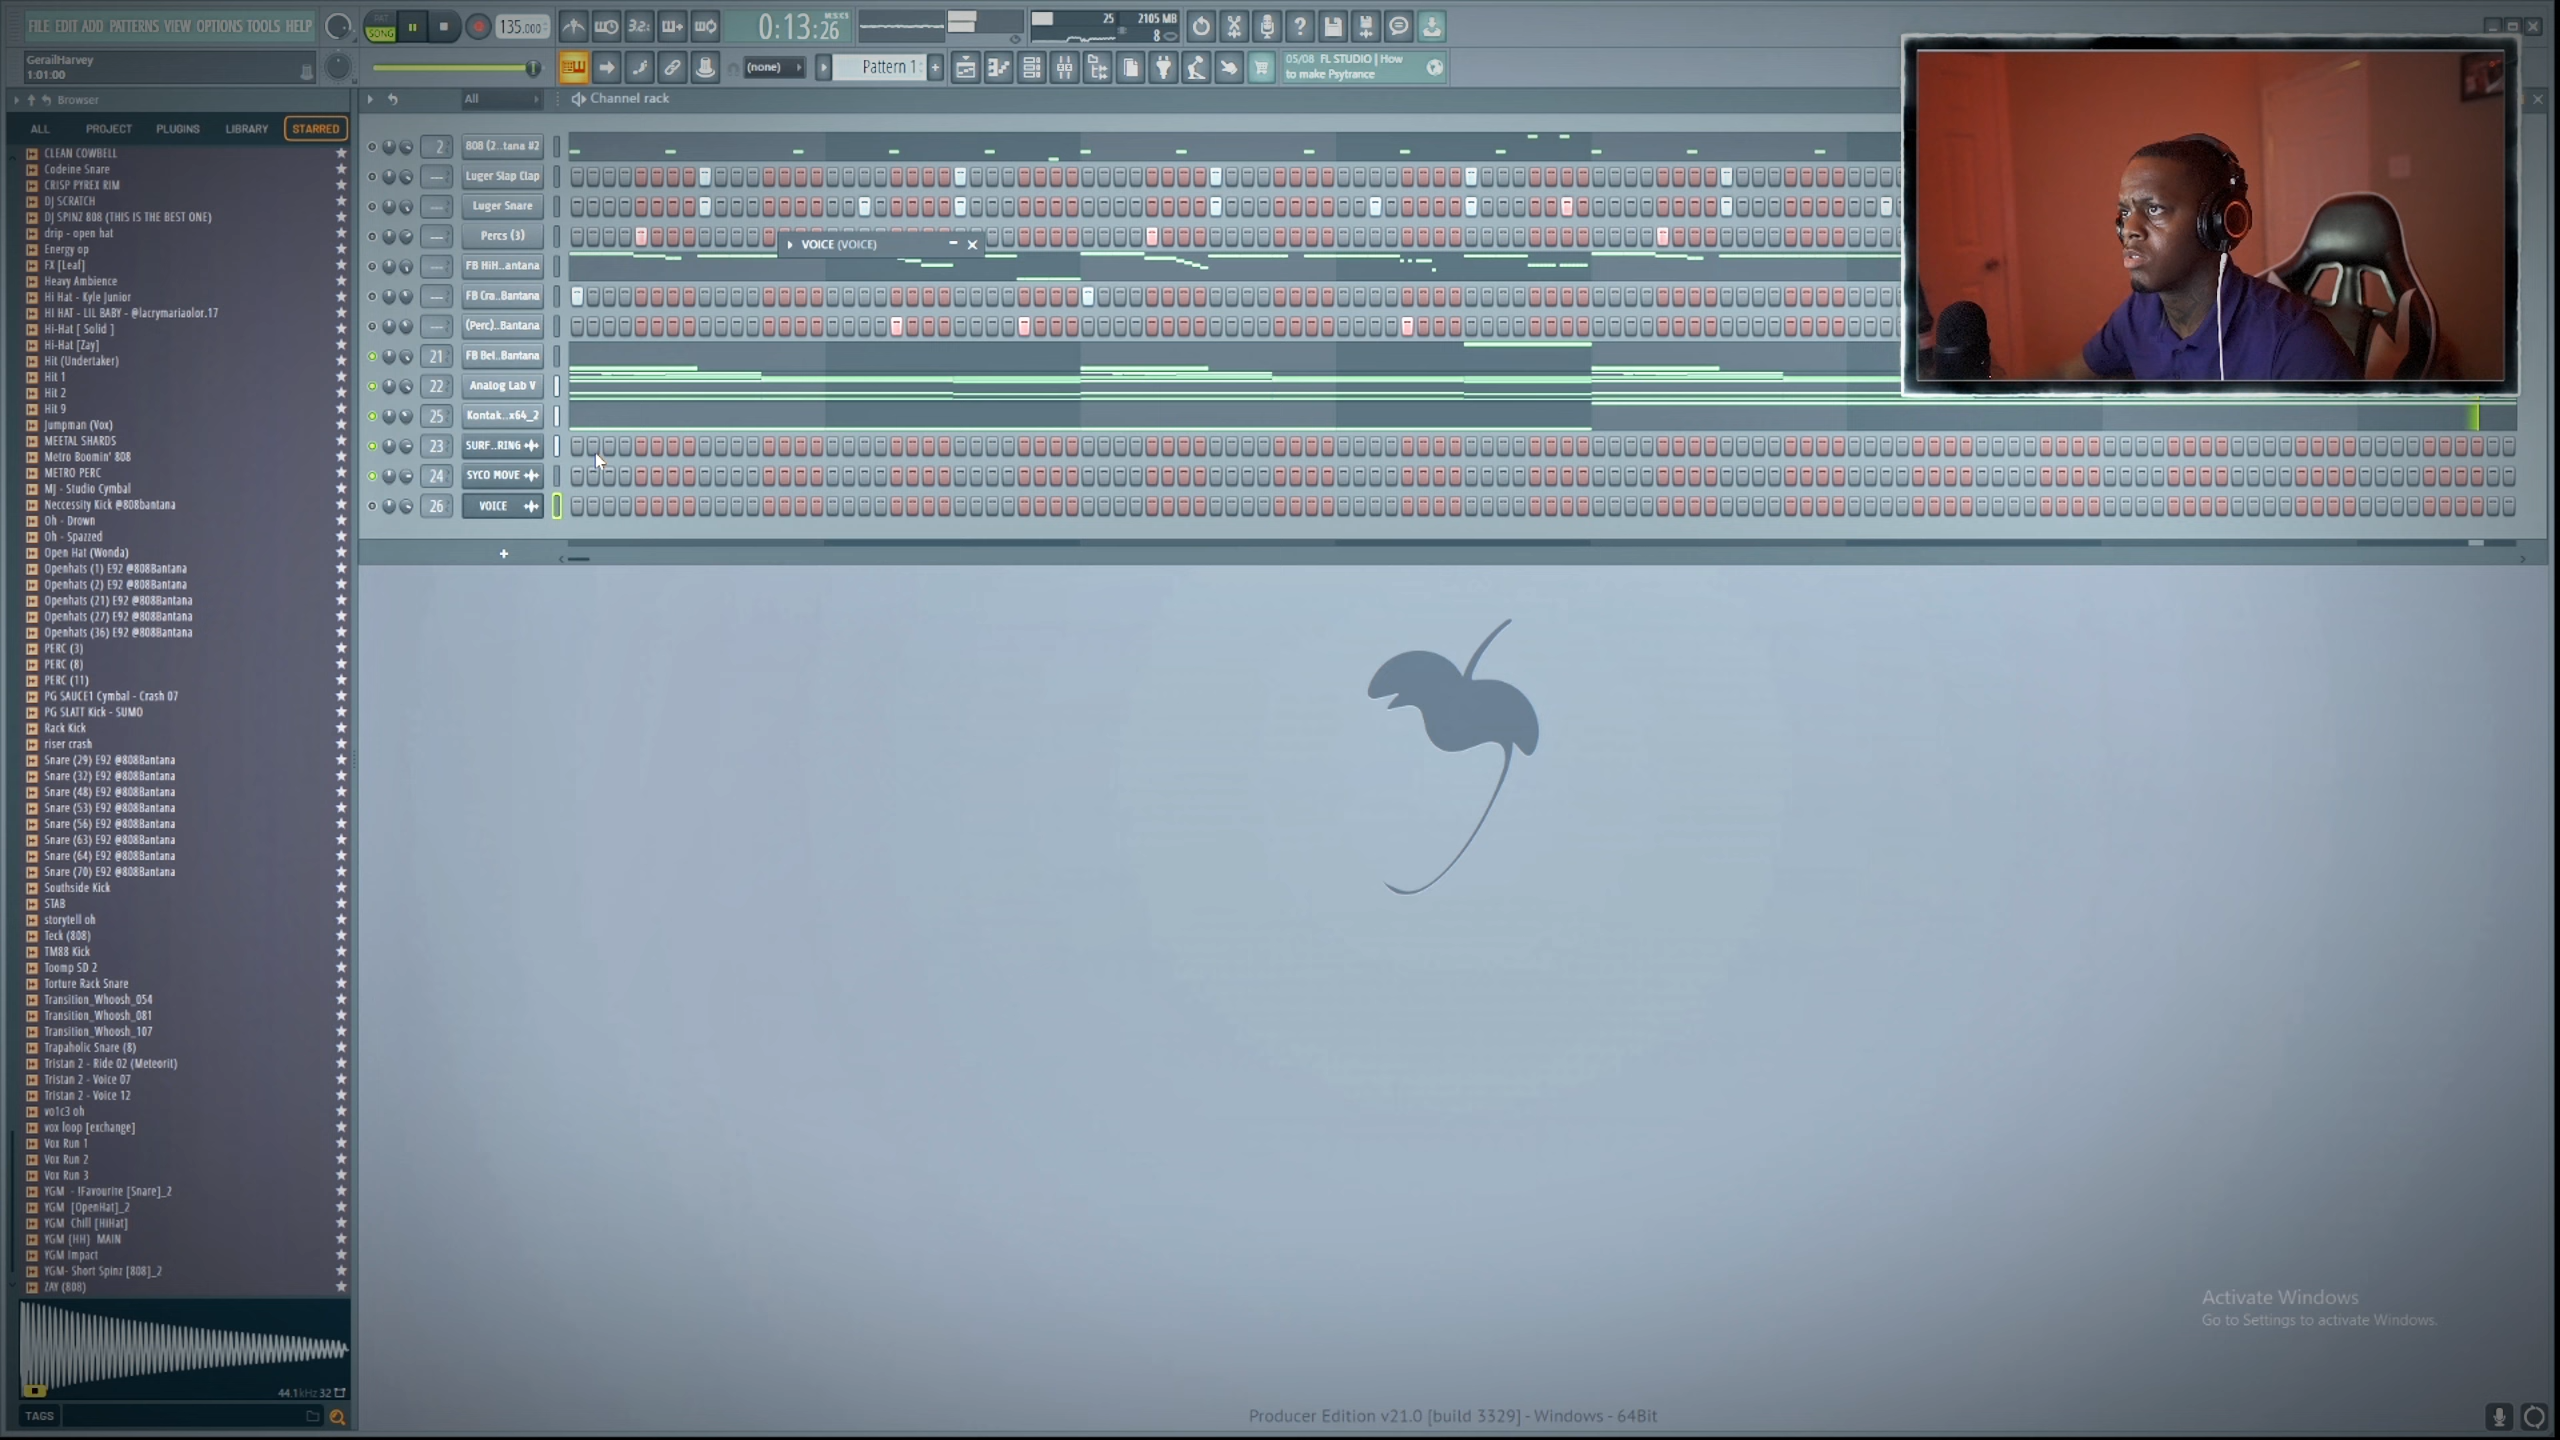 FILE EDIT ADD PATTERNS VIEW OPTIONS TOOLS HELP
PAT
SONG
135.000
0:13:26
M:S:CS
25
2105 MB
8
GerailHarvey
1:01:00
(none)
Pattern 1
05/08 FL STUDIO | How
to make Psytrance
Browser
All
Channel rack
ALL PROJECT PLUGINS LIBRARY STARRED
CLEAN COWBELL
Codeine Snare
CRISP PYREX RIM
DJ SCRATCH
DJ SPINZ 808 (THIS IS THE BEST ONE)
drip - open hat
Energy op
FX [Leaf]
Heavy Ambience
Hi Hat - Kyle Junior
HI HAT - LIL BABY - @lacrymariaolor.17
Hi-Hat [ Solid ]
Hi-Hat [Zay]
Hit (Undertaker)
Hit 1
Hit 2
Hit 9
Jumpman (Vox)
MEETAL SHARDS
Metro Boomin' 808
METRO PERC
MJ - Studio Cymbal
Neccessily Kick @808bantana
Oh - Drown
Oh - Spazzed
Open Hat (Wonda)
Openhats (1) E92 @808Bantana
Openhats (2) E92 @808Bantana
Openhats (21) E92 @808Bantana
Openhats (27) E92 @808Bantana
Openhats (36) E92 @808Bantana
PERC (3)
PERC (8)
PERC (11)
PG SAUCE1 Cymbal - Crash 07
PG SLATT Kick - SUMO
Rack Kick
riser crash
Snare (29) E92 @808Bantana
Snare (32) E92 @808Bantana
Snare (48) E92 @808Bantana
Snare (53) E92 @808Bantana
Snare (56) E92 @808Bantana
Snare (63) E92 @808Bantana
Snare (64) E92 @808Bantana
Snare (70) E92 @808Bantana
Southside Kick
STAB
storytell oh
Teck (808)
TM88 Kick
Toomp SD 2
Torture Rack Snare
Transition_Whoosh_054
Transition_Whoosh_081
Transition_Whoosh_107
Trapaholic Snare (8)
Tristan 2 - Ride 02 (Meteorit)
Tristan 2 - Voice 07
Tristan 2 - Voice 12
vo1c3 oh
vox loop [exchange]
Vox Run 1
Vox Run 2
Vox Run 3
YGM - !Favourite [Snare]_2
YGM [OpenHat]_2
YGM Chill [HiHat]
YGM (HH) MAIN
YGM Impact
YGM- Short Spinz [808]_2
ZAY (808)
44.1kHz 32
TAGS
2 808 (2..tana #2
--- Luger Slap Clap
--- Luger Snare
--- Percs (3)
VOICE (VOICE)
--- FB HiH..antana
--- FB Cra..Bantana
--- (Perc)..Bantana
21 FB Bel..Bantana
22 Analog Lab V
25 Kontak..x64_2
23 SURF..RING
24 SYCO MOVE
26 VOICE
+
Activate Windows
Go to Settings to activate Windows.
Producer Edition v21.0 [build 3329] - Windows - 64Bit